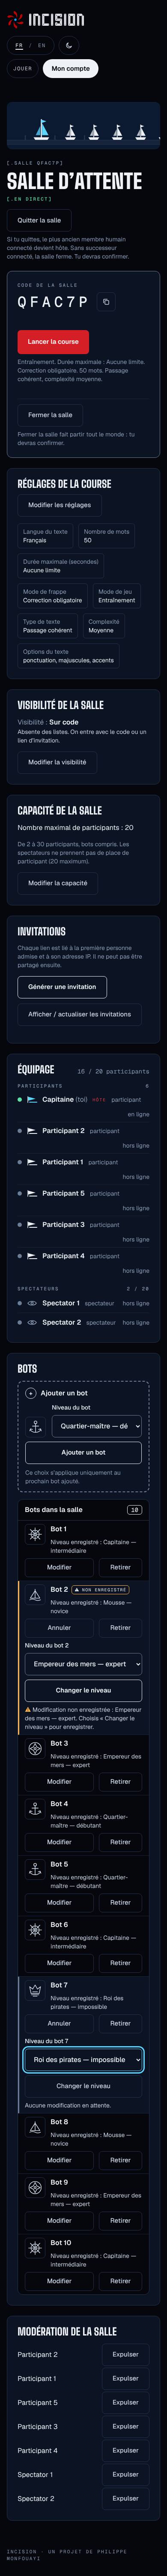 INCISION
FR / EN
JOUER
Mon compte
[.SALLE QFAC7P]
SALLE D'ATTENTE
[.EN DIRECT]
Quitter la salle
Si tu quittes, le plus ancien membre humain
connecté devient hôte. Sans successeur
connecté, la salle ferme. Tu devras confirmer.
CODE DE LA SALLE
QFAC7P
Lancer la course
Entraînement. Durée maximale : Aucune limite.
Correction obligatoire. 50 mots. Passage
cohérent, complexité moyenne.
Fermer la salle
Fermer la salle fait partir tout le monde : tu
devras confirmer.
RÉGLAGES DE LA COURSE
Modifier les réglages
Langue du texte
Français
Nombre de mots
50
Durée maximale (secondes)
Aucune limite
Mode de frappe
Correction obligatoire
Mode de jeu
Entraînement
Type de texte
Passage cohérent
Complexité
Moyenne
Options du texte
ponctuation, majuscules, accents
VISIBILITÉ DE LA SALLE
Visibilité : Sur code
Absente des listes. On entre avec le code ou un
lien d'invitation.
Modifier la visibilité
CAPACITÉ DE LA SALLE
Nombre maximal de participants : 20
De 2 à 30 participants, bots compris. Les
spectateurs ne prennent pas de place de
participant (20 maximum).
Modifier la capacité
INVITATIONS
Chaque lien est lié à la première personne
admise et à son adresse IP. Il ne peut pas être
partagé ensuite.
Générer une invitation
Afficher / actualiser les invitations
ÉQUIPAGE
16 / 20 participants
PARTICIPANTS 6
Capitaine (toi) HÔTE participant
en ligne
Participant 2 participant
hors ligne
Participant 1 participant
hors ligne
Participant 5 participant
hors ligne
Participant 3 participant
hors ligne
Participant 4 participant
hors ligne
SPECTATEURS 2 / 20
Spectator 1 spectateur hors ligne
Spectator 2 spectateur hors ligne
BOTS
+ Ajouter un bot
Niveau du bot
Quartier-maître — dé
Ajouter un bot
Ce choix s'applique uniquement au
prochain bot ajouté.
Bots dans la salle 10
Bot 1
Niveau enregistré : Capitaine —
intermédiaire
Modifier Retirer
Bot 2 ▲ NON ENREGISTRÉ
Niveau enregistré : Mousse —
novice
Annuler Retirer
Niveau du bot 2
Empereur des mers — expert
Changer le niveau
▲ Modification non enregistrée : Empereur
des mers — expert. Choisis « Changer le
niveau » pour enregistrer.
Bot 3
Niveau enregistré : Empereur des
mers — expert
Modifier Retirer
Bot 4
Niveau enregistré : Quartier-
maître — débutant
Modifier Retirer
Bot 5
Niveau enregistré : Quartier-
maître — débutant
Modifier Retirer
Bot 6
Niveau enregistré : Capitaine —
intermédiaire
Modifier Retirer
Bot 7
Niveau enregistré : Roi des
pirates — impossible
Annuler Retirer
Niveau du bot 7
Roi des pirates — impossible
Changer le niveau
Aucune modification en attente.
Bot 8
Niveau enregistré : Mousse —
novice
Modifier Retirer
Bot 9
Niveau enregistré : Empereur des
mers — expert
Modifier Retirer
Bot 10
Niveau enregistré : Capitaine —
intermédiaire
Modifier Retirer
MODÉRATION DE LA SALLE
Participant 2 Expulser
Participant 1 Expulser
Participant 5 Expulser
Participant 3 Expulser
Participant 4 Expulser
Spectator 1 Expulser
Spectator 2 Expulser
INCISION · UN PROJET DE PHILIPPE
MONFOUAYI